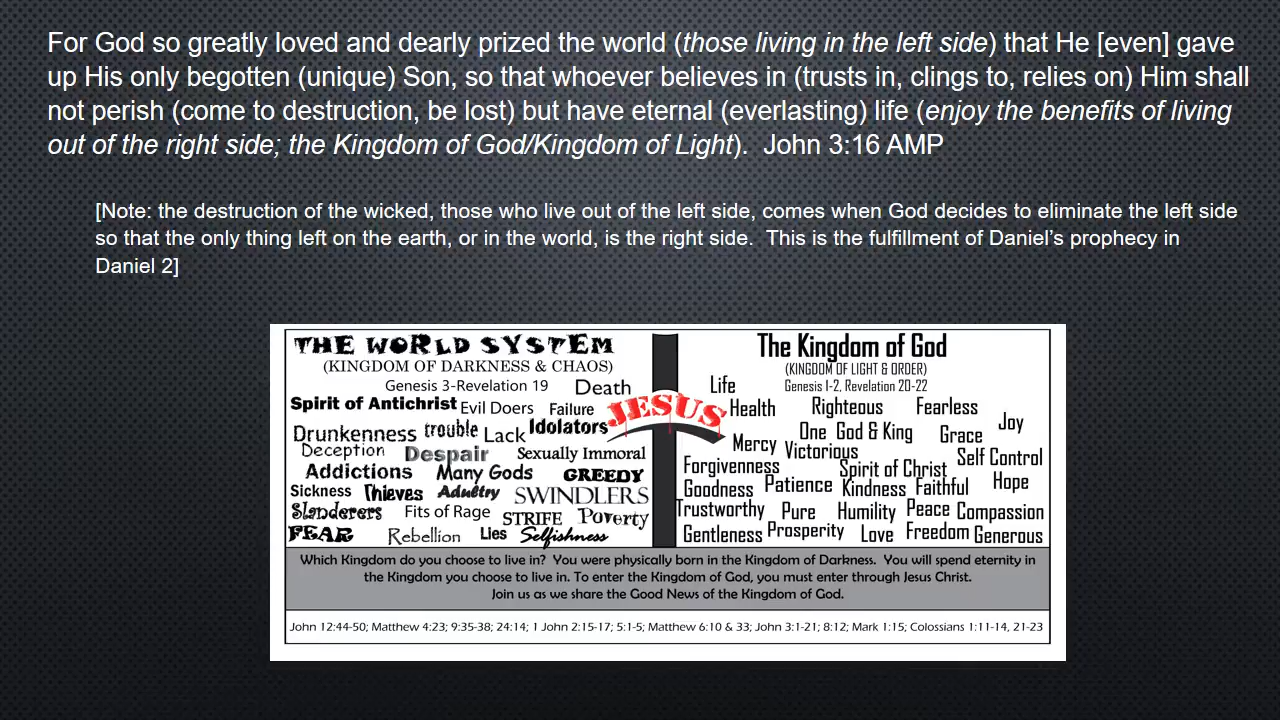 For God so greatly loved and dearly prized the world (those living in the left side) that He [even] gave
up His only begotten (unique) Son, so that whoever believes in (trusts in, clings to, relies on) Him shall
not perish (come to destruction, be lost) but have eternal (everlasting) life (enjoy the benefits of living
out of the right side; the Kingdom of God/Kingdom of Light).  John 3:16 AMP
[Note: the destruction of the wicked, those who live out of the left side, comes when God decides to eliminate the left side
so that the only thing left on the earth, or in the world, is the right side.  This is the fulfillment of Daniel’s prophecy in
Daniel 2]
THE WORLD SYSTEM
(KINGDOM OF DARKNESS & CHAOS)
Genesis 3-Revelation 19 Death
Spirit of Antichrist Evil Doers Failure
Drunkenness trouble Lack Idolators
Deception Despair Sexually Immoral
Addictions Many Gods GREEDY
Sickness Thieves Adultry SWINDLERS
Slanderers Fits of Rage STRIFE Poverty
FEAR Rebellion Lies Selfishness
JESUS
The Kingdom of God
(KINGDOM OF LIGHT & ORDER)
Life Genesis 1-2, Revelation 20-22
Health Righteous Fearless
One God & King Grace Joy
Mercy Victorious Self Control
Forgivenness Spirit of Christ
Goodness Patience Kindness Faithful Hope
Trustworthy Pure Humility Peace Compassion
Gentleness Prosperity Love Freedom Generous
Which Kingdom do you choose to live in?  You were physically born in the Kingdom of Darkness.  You will spend eternity in
the Kingdom you choose to live in. To enter the Kingdom of God, you must enter through Jesus Christ.
Join us as we share the Good News of the Kingdom of God.
John 12:44-50; Matthew 4:23; 9:35-38; 24:14; 1 John 2:15-17; 5:1-5; Matthew 6:10 & 33; John 3:1-21; 8:12; Mark 1:15; Colossians 1:11-14, 21-23